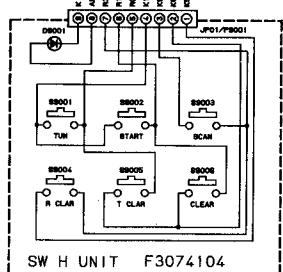 JP01/P9001
D9001
S9001
S9002
S9003
TUN
START
SCAN
S9004
S9005
S9006
R CLAR
T CLAR
CLEAR
SW H UNIT F3074104